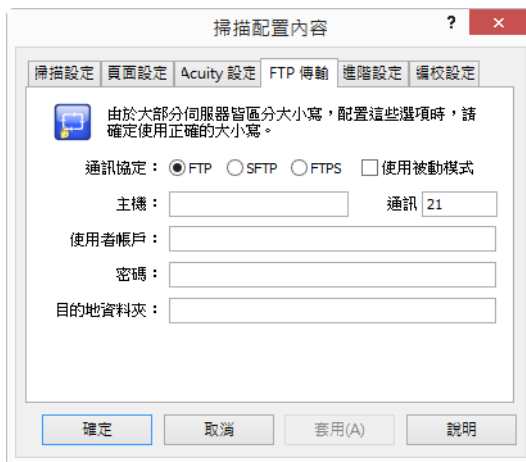 掃描配置內容
?
×
掃描設定 頁面設定 Acuity 設定 FTP 傳輸 進階設定 編校設定
由於大部分伺服器皆區分大小寫，配置這些選項時，請
確定使用正確的大小寫。
通訊協定： FTP SFTP FTPS 使用被動模式
主機： 通訊 21
使用者帳戶：
密碼：
目的地資料夾：
確定 取消 套用(A) 說明